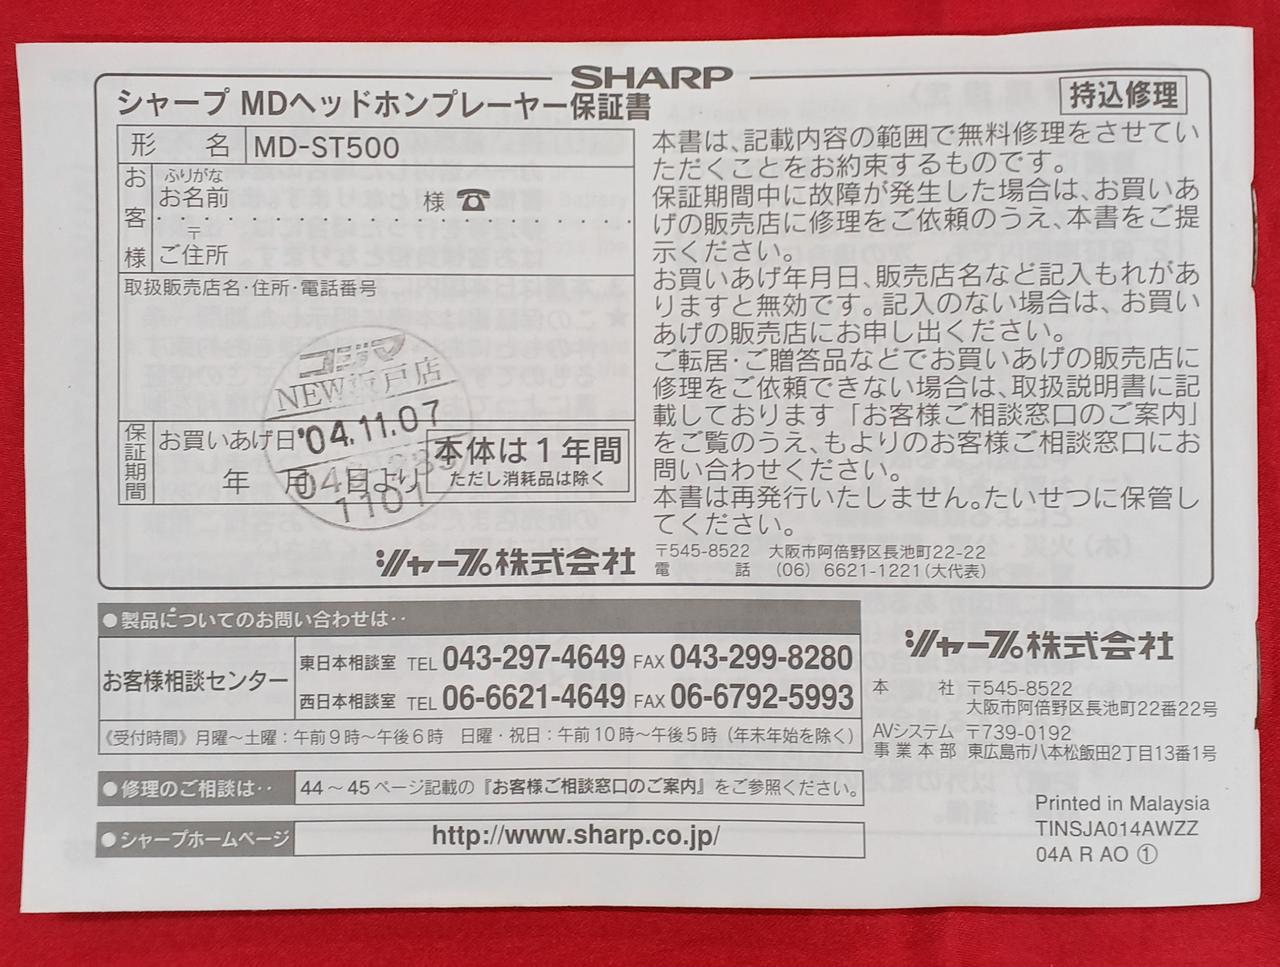 SHARP
シャープ MDヘッドホンプレーヤー保証書
持込修理
形 名 MD-ST500
お客様
ふりがな
お名前 様 ☎
〒
ご住所
取扱販売店名・住所・電話番号
コジマ
NEW坂戸店
'04.11.07
1101
保証期間
お買いあげ日
年 月 日より
本体は1年間
ただし消耗品は除く
本書は、記載内容の範囲で無料修理をさせてい
ただくことをお約束するものです。
保証期間中に故障が発生した場合は、お買いあ
げの販売店に修理をご依頼のうえ、本書をご提
示ください。
お買いあげ年月日、販売店名など記入もれがあ
りますと無効です。記入のない場合は、お買い
あげの販売店にお申し出ください。
ご転居・ご贈答品などでお買いあげの販売店に
修理をご依頼できない場合は、取扱説明書に記
載しております「お客様ご相談窓口のご案内」
をご覧のうえ、もよりのお客様ご相談窓口にお
問い合わせください。
本書は再発行いたしません。たいせつに保管し
てください。
シャープ株式会社
〒545-8522 大阪市阿倍野区長池町22-22
電 話 (06) 6621-1221(大代表)
●製品についてのお問い合わせは‥
お客様相談センター
東日本相談室 TEL 043-297-4649 FAX 043-299-8280
西日本相談室 TEL 06-6621-4649 FAX 06-6792-5993
《受付時間》月曜〜土曜：午前9時〜午後6時 日曜・祝日：午前10時〜午後5時（年末年始を除く）
●修理のご相談は‥ 44〜45ページ記載の『お客様ご相談窓口のご案内』をご参照ください。
●シャープホームページ http://www.sharp.co.jp/
シャープ株式会社
本 社 〒545-8522
大阪市阿倍野区長池町22番22号
AVシステム 〒739-0192
事業本部 東広島市八本松飯田2丁目13番1号
Printed in Malaysia
TINSJA014AWZZ
04A R AO ①